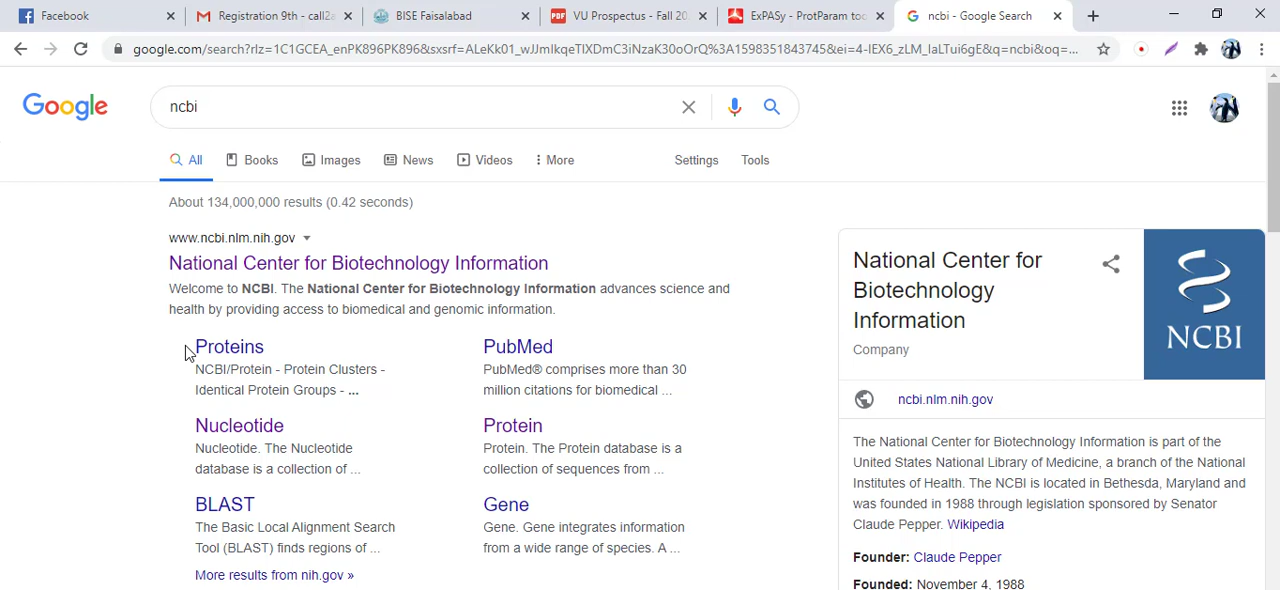 Facebook
Registration 9th - call2a
BISE Faisalabad
VU Prospectus - Fall 20
ExPASy - ProtParam too
ncbi - Google Search
google.com/search?rlz=1C1GCEA_enPK896PK896&sxsrf=ALeKk01_wJJmIkqeTIXDmC3iNzaK30oOrQ%3A1598351843745&ei=4-lEX6_zLM_laLTui6gE&q=ncbi&oq=...
Google
ncbi
All
Books
Images
News
Videos
More
Settings
Tools
About 134,000,000 results (0.42 seconds)
www.ncbi.nlm.nih.gov
National Center for Biotechnology Information
Welcome to NCBI. The National Center for Biotechnology Information advances science and
health by providing access to biomedical and genomic information.
Proteins
NCBI/Protein - Protein Clusters -
Identical Protein Groups - ...
PubMed
PubMed® comprises more than 30
million citations for biomedical ...
Nucleotide
Nucleotide. The Nucleotide
database is a collection of ...
Protein
Protein. The Protein database is a
collection of sequences from ...
BLAST
The Basic Local Alignment Search
Tool (BLAST) finds regions of ...
Gene
Gene. Gene integrates information
from a wide range of species. A ...
More results from nih.gov »
National Center for
Biotechnology
Information
Company
NCBI
ncbi.nlm.nih.gov
The National Center for Biotechnology Information is part of the
United States National Library of Medicine, a branch of the National
Institutes of Health. The NCBI is located in Bethesda, Maryland and
was founded in 1988 through legislation sponsored by Senator
Claude Pepper. Wikipedia
Founder: Claude Pepper
Founded: November 4, 1988